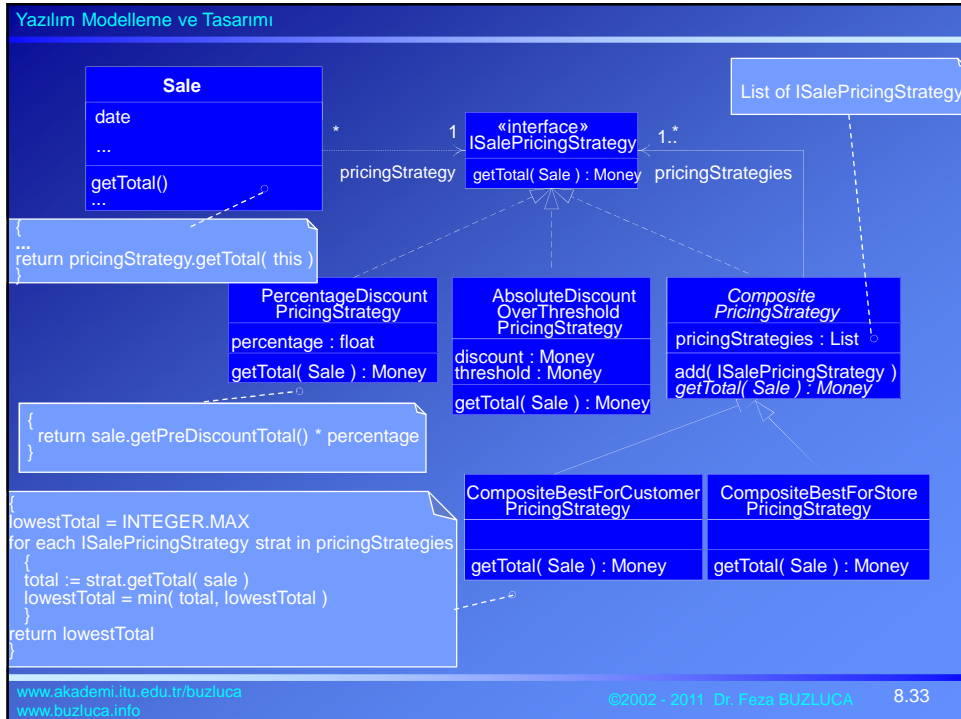 Yazılım Modelleme ve Tasarımı
Sale
date
...
getTotal()
...
*
1
pricingStrategy
«interface»
ISalePricingStrategy
getTotal( Sale ) : Money
1..*
pricingStrategies
List of ISalePricingStrategy
{
...
return pricingStrategy.getTotal( this )
}
PercentageDiscount
PricingStrategy
percentage : float
getTotal( Sale ) : Money
AbsoluteDiscount
OverThreshold
PricingStrategy
discount : Money
threshold : Money
getTotal( Sale ) : Money
Composite
PricingStrategy
pricingStrategies : List
add( ISalePricingStrategy )
getTotal( Sale ) : Money
{
return sale.getPreDiscountTotal() * percentage
}
{
lowestTotal = INTEGER.MAX
for each ISalePricingStrategy strat in pricingStrategies
{
total := strat.getTotal( sale )
lowestTotal = min( total, lowestTotal )
}
return lowestTotal
}
CompositeBestForCustomer
PricingStrategy
getTotal( Sale ) : Money
CompositeBestForStore
PricingStrategy
getTotal( Sale ) : Money
www.akademi.itu.edu.tr/buzluca
www.buzluca.info
©2002 - 2011 Dr. Feza BUZLUCA
8.33